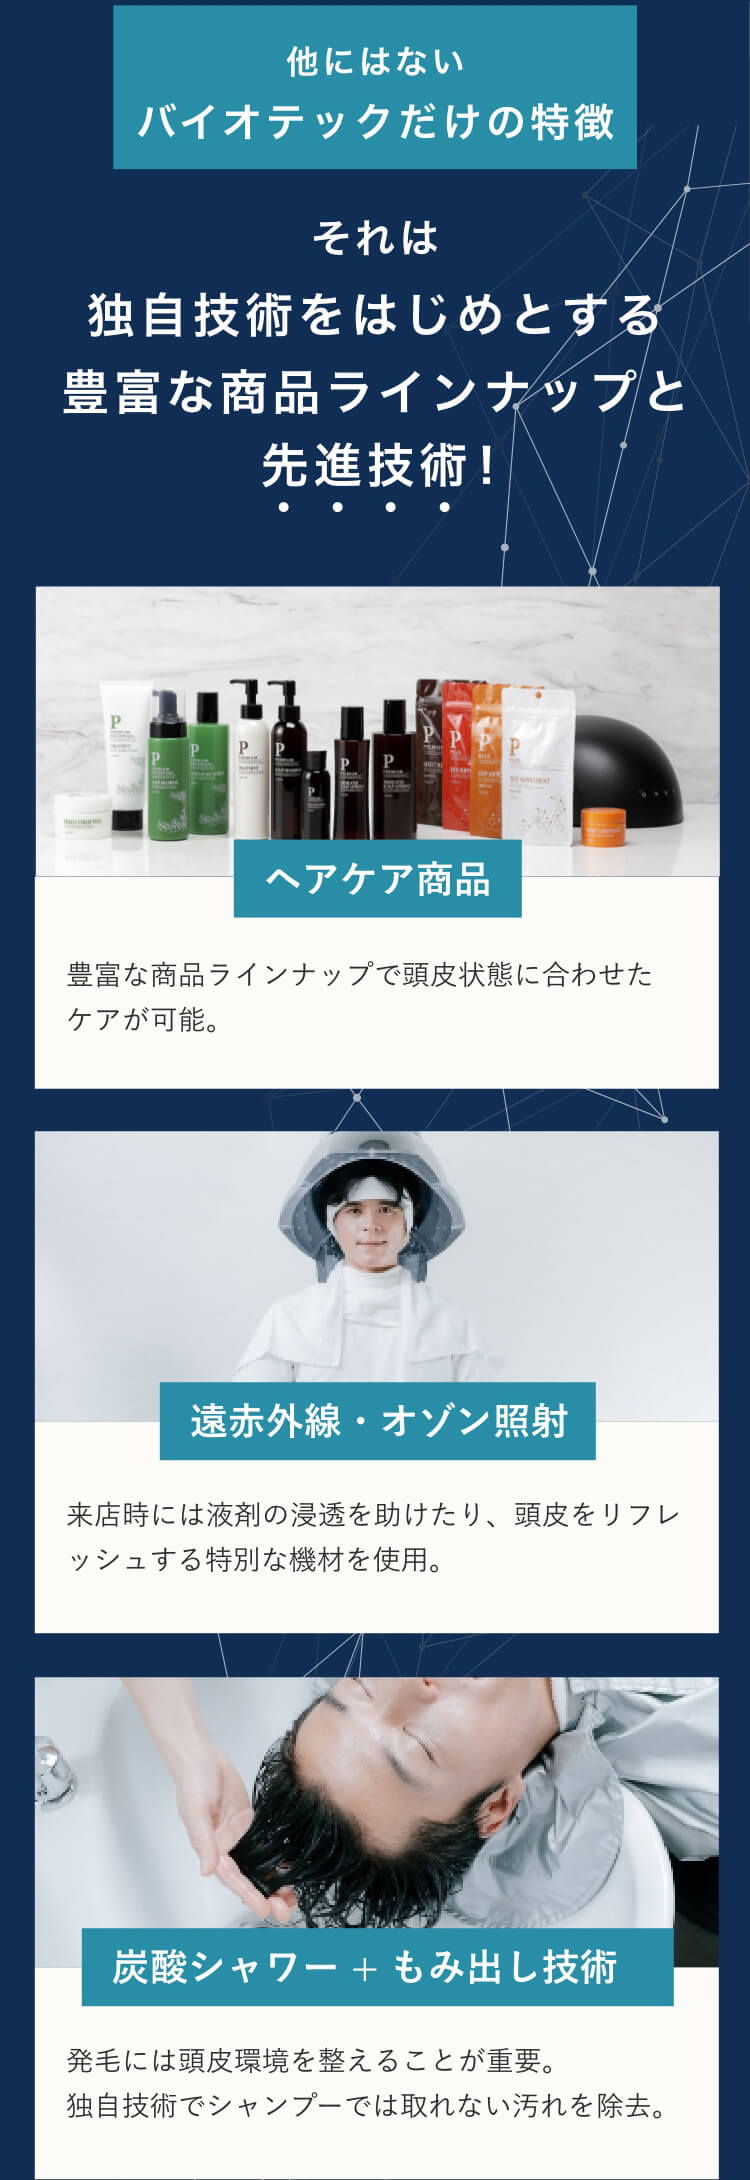 他にはない
バイオテックだけの特徴
それは
独自技術をはじめとする
豊富な商品ラインナップと
先進技術！
P
PREMIUM
TREATMENT
P
P
P
PREMIUM
TREATMENT
P
P
P
PREMIUM
P
PREMIUM
P
P
P
P
ヘアケア商品
豊富な商品ラインナップで頭皮状態に合わせた
ケアが可能。
遠赤外線・オゾン照射
来店時には液剤の浸透を助けたり、頭皮をリフレ
ッシュする特別な機材を使用。
炭酸シャワー + もみ出し技術
発毛には頭皮環境を整えることが重要。
独自技術でシャンプーでは取れない汚れを除去。